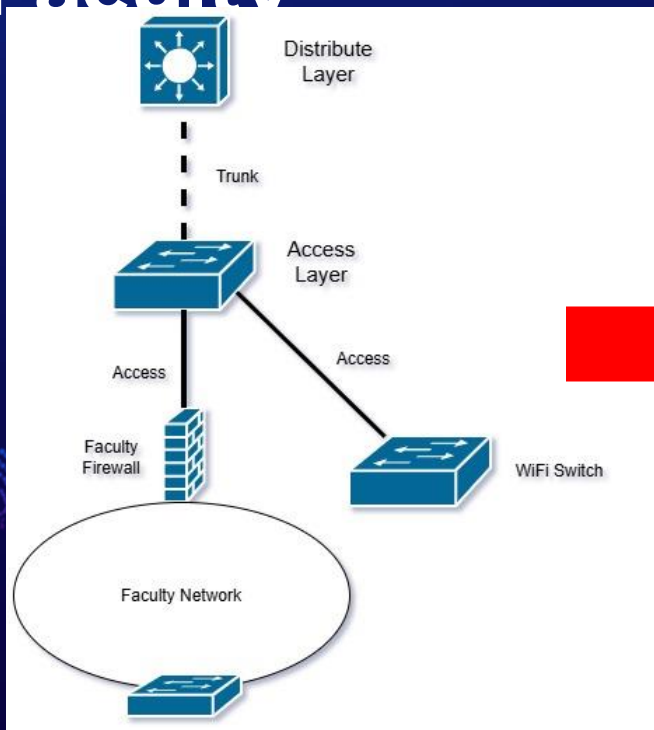 Distribute
Layer
Trunk
Access
Layer
Access
Access
Faculty
Firewall
WiFi Switch
Faculty Network